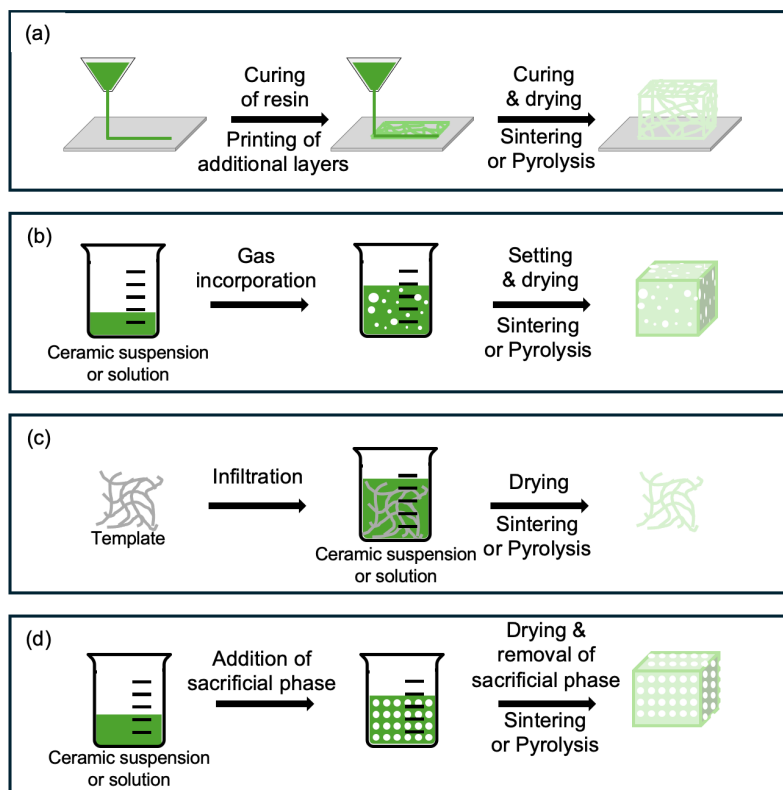 (a)
Curing
of resin
Printing of
additional layers
Curing
& drying
Sintering
or Pyrolysis
(b)
Ceramic suspension
or solution
Gas
incorporation
Setting
& drying
Sintering
or Pyrolysis
(c)
Template
Infiltration
Ceramic suspension
or solution
Drying
Sintering
or Pyrolysis
(d)
Ceramic suspension
or solution
Addition of
sacrificial phase
Drying &
removal of
sacrificial phase
Sintering
or Pyrolysis